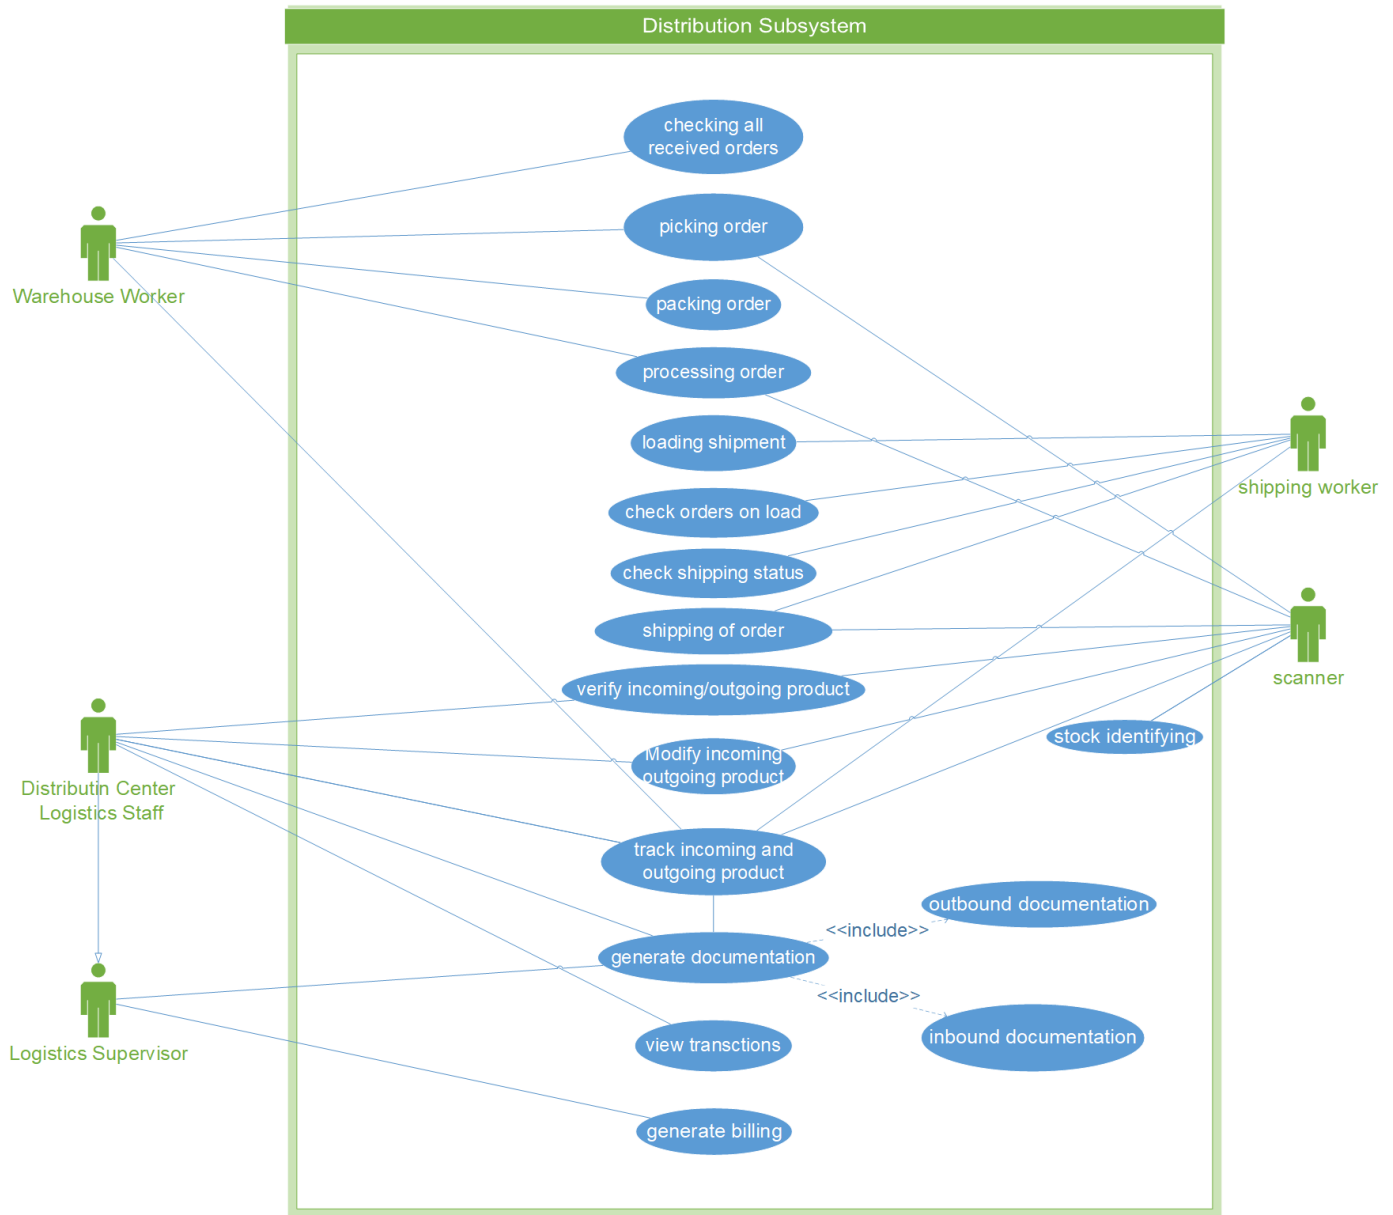 Distribution Subsystem
checking all
received orders
picking order
Warehouse Worker
packing order
processing order
loading shipment
shipping worker
check orders on load
check shipping status
shipping of order
scanner
verify incoming/outgoing product
stock identifying
Modify incoming
outgoing product
Distributin Center
Logistics Staff
track incoming and
outgoing product
outbound documentation
<<include>>
generate documentation
<<include>>
inbound documentation
view transctions
Logistics Supervisor
generate billing